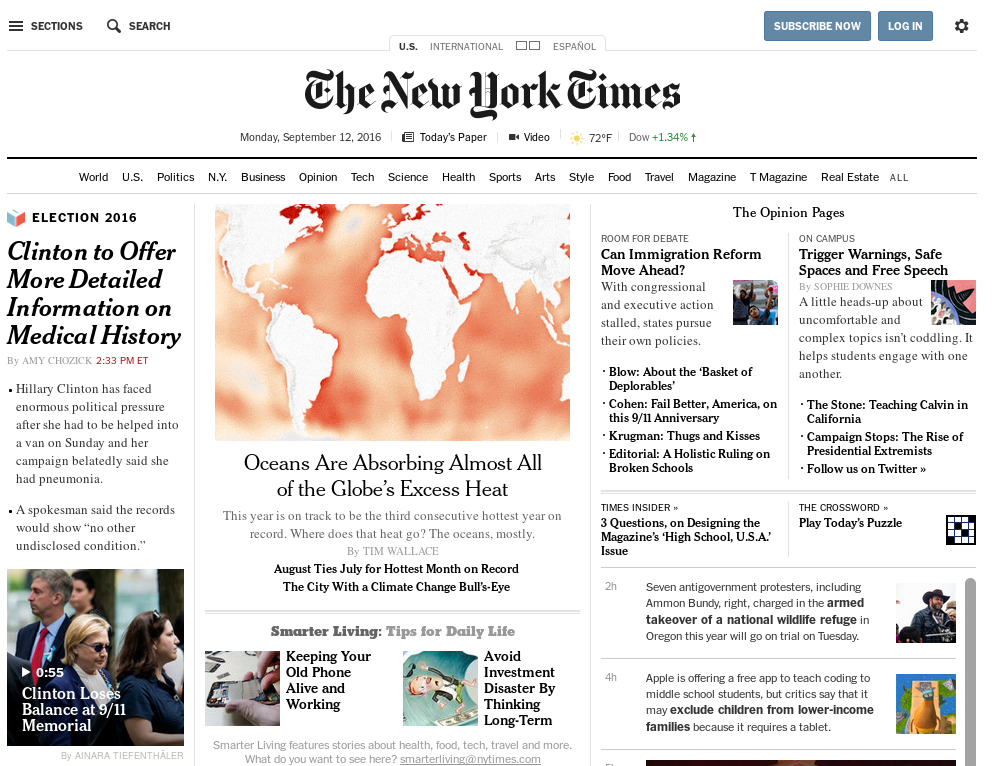 SECTIONS
SEARCH
SUBSCRIBE NOW
LOG IN
U.S.
INTERNATIONAL
ESPAÑOL
The New York Times
Monday, September 12, 2016
Today's Paper
Video
72°F
Dow +1.34%
World U.S. Politics N.Y. Business Opinion Tech Science Health Sports Arts Style Food Travel Magazine T Magazine Real Estate ALL
ELECTION 2016
Clinton to Offer
More Detailed
Information on
Medical History
By AMY CHOZICK 2:33 PM ET
Hillary Clinton has faced
enormous political pressure
after she had to be helped into
a van on Sunday and her
campaign belatedly said she
had pneumonia.
A spokesman said the records
would show “no other
undisclosed condition.”
0:55
Clinton Loses
Balance at 9/11
Memorial
By AINARA TIEFENTHÄLER
Oceans Are Absorbing Almost All
of the Globe’s Excess Heat
This year is on track to be the third consecutive hottest year on
record. Where does that heat go? The oceans, mostly.
By TIM WALLACE
August Ties July for Hottest Month on Record
The City With a Climate Change Bull’s-Eye
Smarter Living: Tips for Daily Life
Keeping Your
Old Phone
Alive and
Working
Avoid
Investment
Disaster By
Thinking
Long-Term
Smarter Living features stories about health, food, tech, travel and more.
What do you want to see here? smarterliving@nytimes.com
The Opinion Pages
ROOM FOR DEBATE
Can Immigration Reform
Move Ahead?
With congressional
and executive action
stalled, states pursue
their own policies.
Blow: About the ‘Basket of
Deplorables’
Cohen: Fail Better, America, on
this 9/11 Anniversary
Krugman: Thugs and Kisses
Editorial: A Holistic Ruling on
Broken Schools
ON CAMPUS
Trigger Warnings, Safe
Spaces and Free Speech
By SOPHIE DOWNES
A little heads-up about
uncomfortable and
complex topics isn’t coddling. It
helps students engage with one
another.
The Stone: Teaching Calvin in
California
Campaign Stops: The Rise of
Presidential Extremists
Follow us on Twitter »
TIMES INSIDER »
3 Questions, on Designing the
Magazine’s ‘High School, U.S.A.’
Issue
THE CROSSWORD »
Play Today’s Puzzle
2h
Seven antigovernment protesters, including
Ammon Bundy, right, charged in the armed
takeover of a national wildlife refuge in
Oregon this year will go on trial on Tuesday.
4h
Apple is offering a free app to teach coding to
middle school students, but critics say that it
may exclude children from lower-income
families because it requires a tablet.